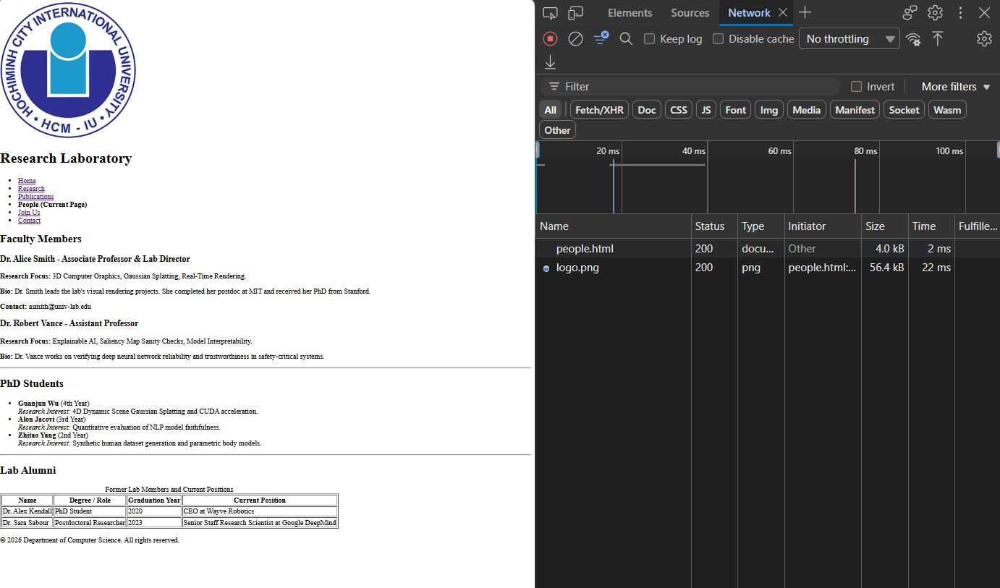 HOCHIMINH CITY INTERNATIONAL UNIVERSITY
• HCM - IU •
Research Laboratory
• Home
• Research
• Publications
• People (Current Page)
• Join Us
• Contact
Faculty Members
Dr. Alice Smith - Associate Professor & Lab Director
Research Focus: 3D Computer Graphics, Gaussian Splatting, Real-Time Rendering.
Bio: Dr. Smith leads the lab's visual rendering projects. She completed her postdoc at MIT and received her PhD from Stanford.
Contact: asmith@univ-lab.edu
Dr. Robert Vance - Assistant Professor
Research Focus: Explainable AI, Saliency Map Sanity Checks, Model Interpretability.
Bio: Dr. Vance works on verifying deep neural network reliability and trustworthiness in safety-critical systems.
PhD Students
• Guanjun Wu (4th Year)
Research Interest: 4D Dynamic Scene Gaussian Splatting and CUDA acceleration.
• Alon Jacovi (3rd Year)
Research Interest: Quantitative evaluation of NLP model faithfulness.
• Zhitao Yang (2nd Year)
Research Interest: Synthetic human dataset generation and parametric body models.
Lab Alumni
Former Lab Members and Current Positions
Name Degree / Role Graduation Year Current Position
Dr. Alex Kendall PhD Student 2020 CEO at Wayve Robotics
Dr. Sara Sabour Postdoctoral Researcher 2023 Senior Staff Research Scientist at Google DeepMind
© 2026 Department of Computer Science. All rights reserved.
Elements Sources Network
Keep log Disable cache No throttling
Filter Invert More filters
All Fetch/XHR Doc CSS JS Font Img Media Manifest Socket Wasm
Other
20 ms 40 ms 60 ms 80 ms 100 ms
Name Status Type Initiator Size Time Fulfille...
people.html 200 docu... Other 4.0 kB 2 ms
logo.png 200 png people.html:... 56.4 kB 22 ms